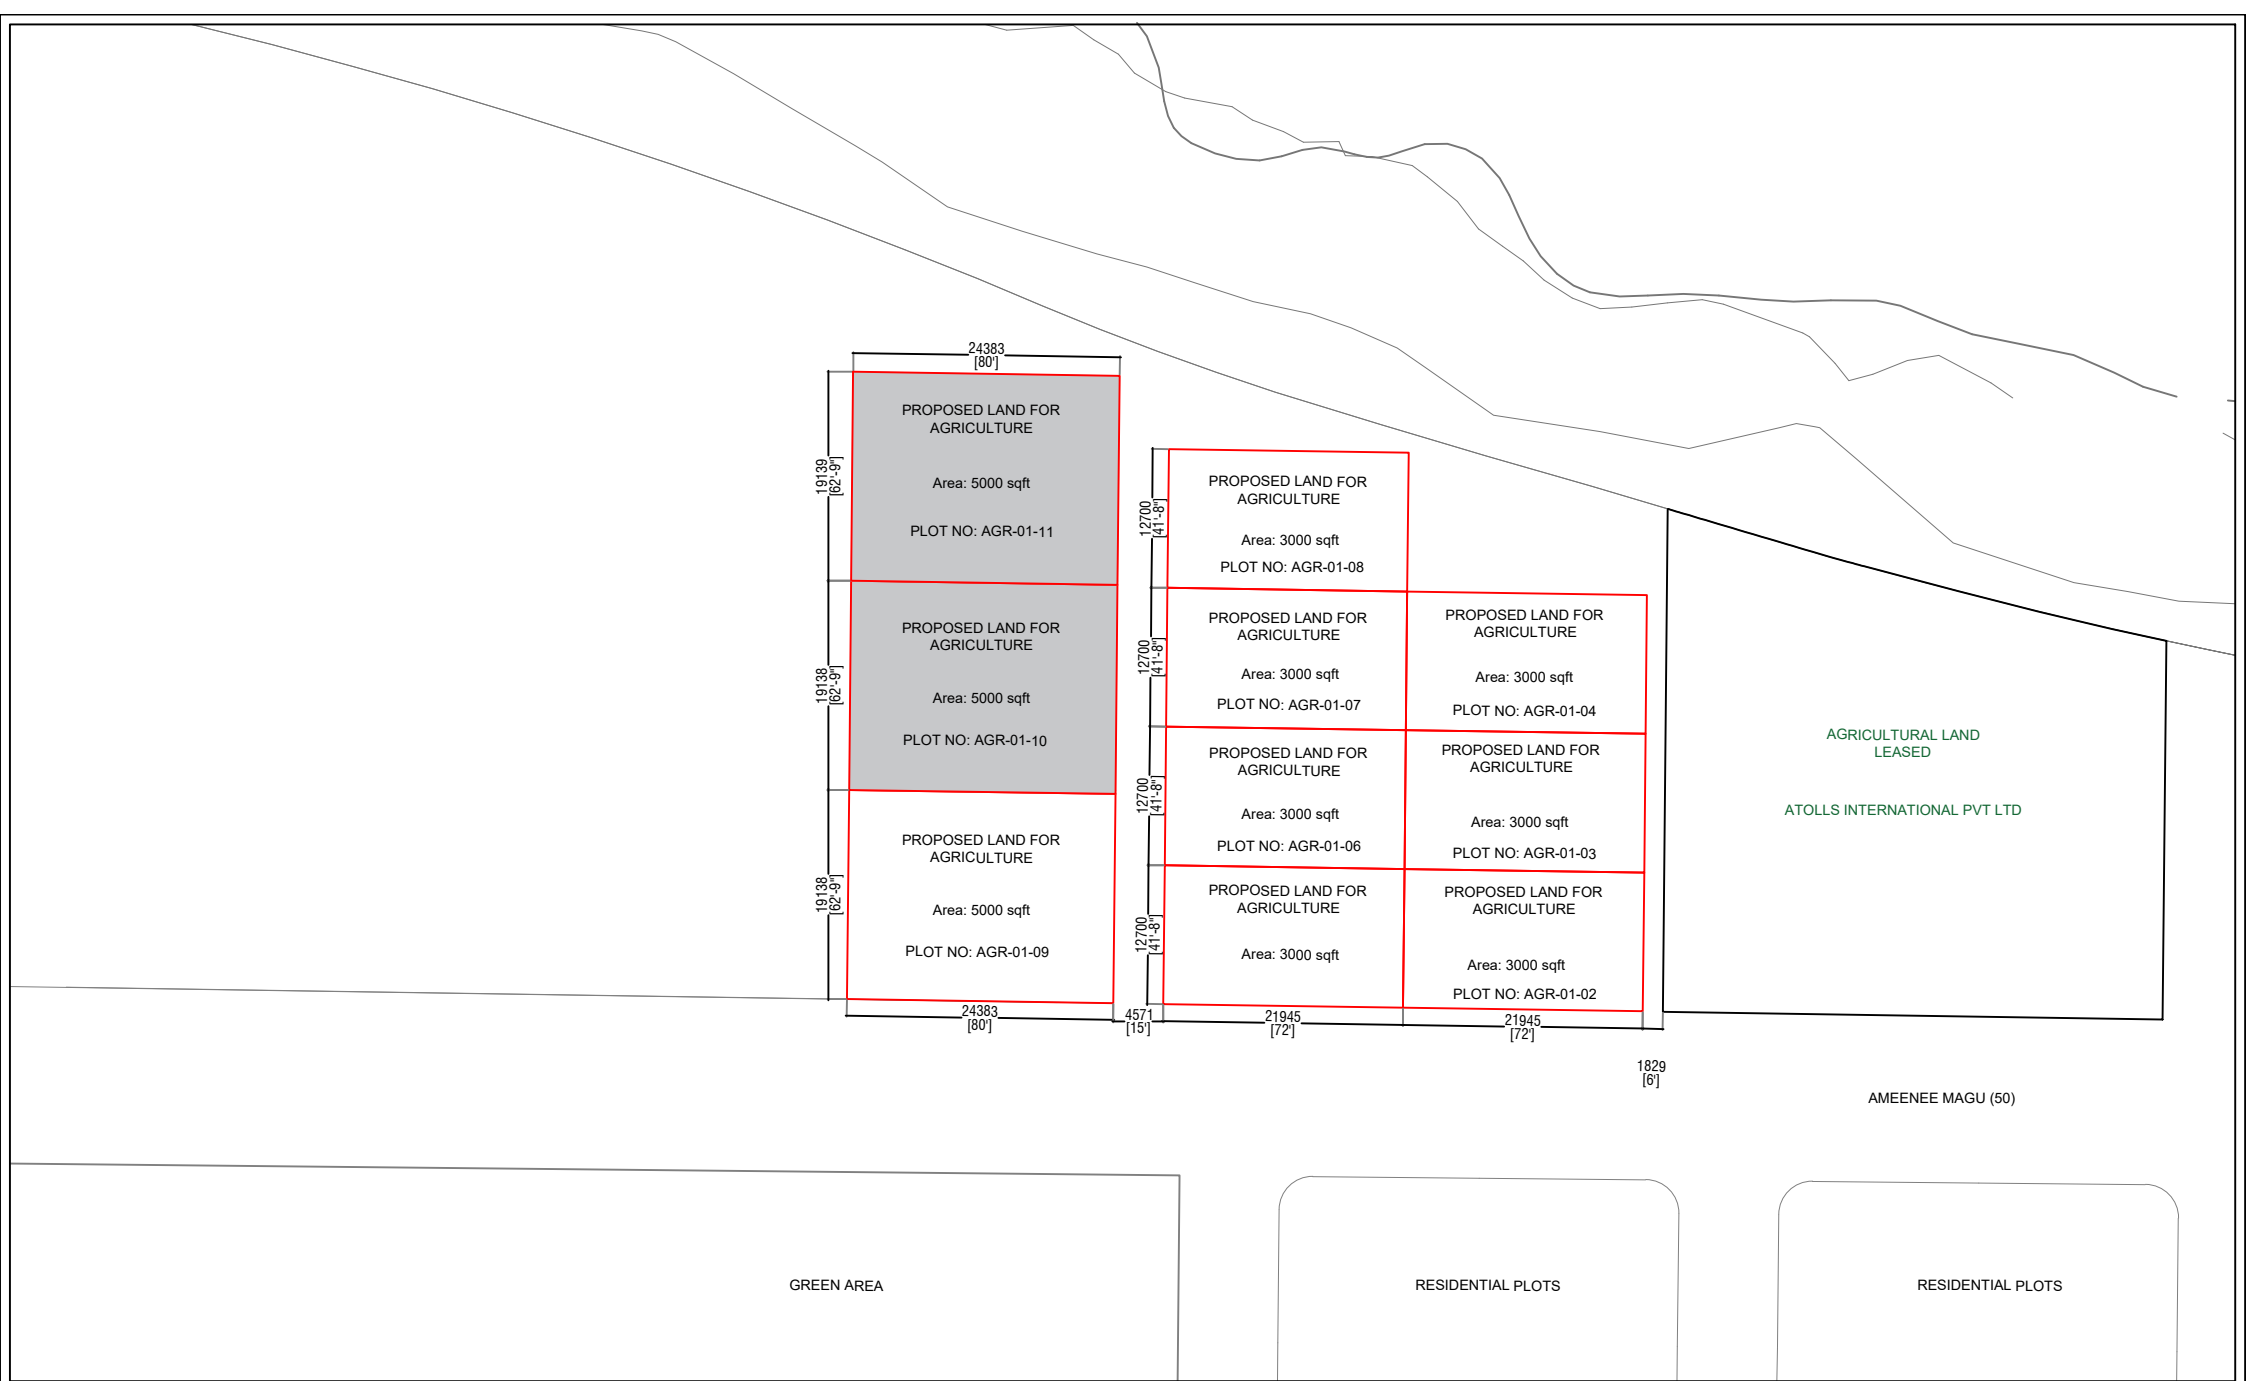 24383
[80']
PROPOSED LAND FOR
AGRICULTURE
Area: 5000 sqft
PLOT NO: AGR-01-11
19139
[62'-9"]
PROPOSED LAND FOR
AGRICULTURE
Area: 5000 sqft
PLOT NO: AGR-01-10
19138
[62'-9"]
PROPOSED LAND FOR
AGRICULTURE
Area: 5000 sqft
PLOT NO: AGR-01-09
19138
[62'-9"]
24383
[80']
4571
[15']
12700
[41'-8"]
PROPOSED LAND FOR
AGRICULTURE
Area: 3000 sqft
PLOT NO: AGR-01-08
12700
[41'-8"]
PROPOSED LAND FOR
AGRICULTURE
Area: 3000 sqft
PLOT NO: AGR-01-07
12700
[41'-8"]
PROPOSED LAND FOR
AGRICULTURE
Area: 3000 sqft
PLOT NO: AGR-01-06
12700
[41'-8"]
PROPOSED LAND FOR
AGRICULTURE
Area: 3000 sqft
21945
[72']
PROPOSED LAND FOR
AGRICULTURE
Area: 3000 sqft
PLOT NO: AGR-01-04
PROPOSED LAND FOR
AGRICULTURE
Area: 3000 sqft
PLOT NO: AGR-01-03
PROPOSED LAND FOR
AGRICULTURE
Area: 3000 sqft
PLOT NO: AGR-01-02
21945
[72']
1829
[6']
AGRICULTURAL LAND
LEASED
ATOLLS INTERNATIONAL PVT LTD
AMEENEE MAGU (50)
GREEN AREA
RESIDENTIAL PLOTS
RESIDENTIAL PLOTS